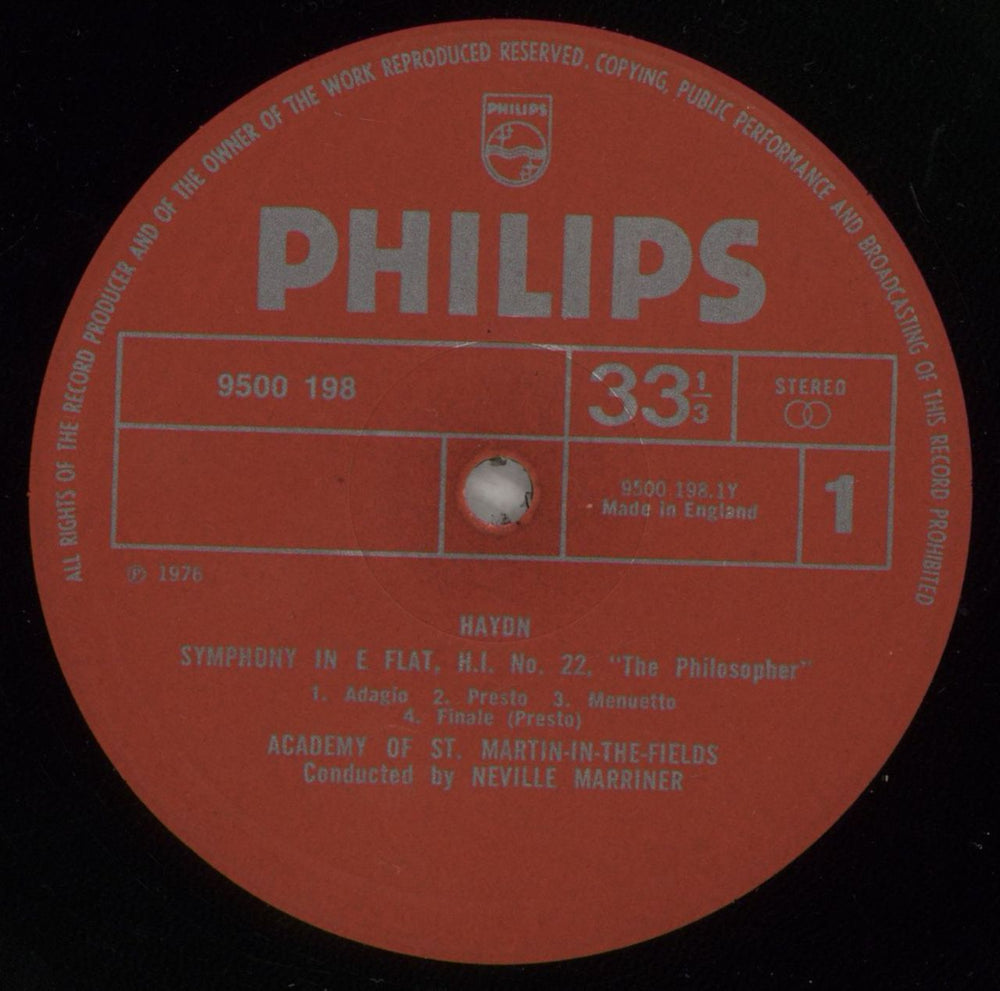 ALL RIGHTS OF THE RECORD PRODUCER AND OF THE OWNER OF THE WORK REPRODUCED RESERVED. COPYING, PUBLIC PERFORMANCE AND BROADCASTING OF THIS RECORD PROHIBITED
PHILIPS
PHILIPS
9500 198
33 1/3
STEREO
9500 198.1Y
Made in England
1
℗ 1976
HAYDN
SYMPHONY IN E FLAT, H.I. No. 22, "The Philosopher"
1. Adagio 2. Presto 3. Menuetto
4. Finale (Presto)
ACADEMY OF ST. MARTIN-IN-THE-FIELDS
Conducted by NEVILLE MARRINER